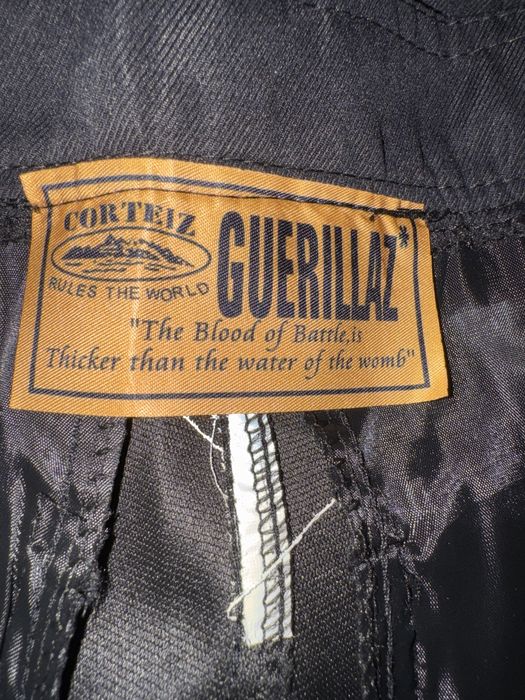 CORTEIZ
RULES THE WORLD
GUERILLAZ*
"The Blood of Battle,is
Thicker than the water of the womb"